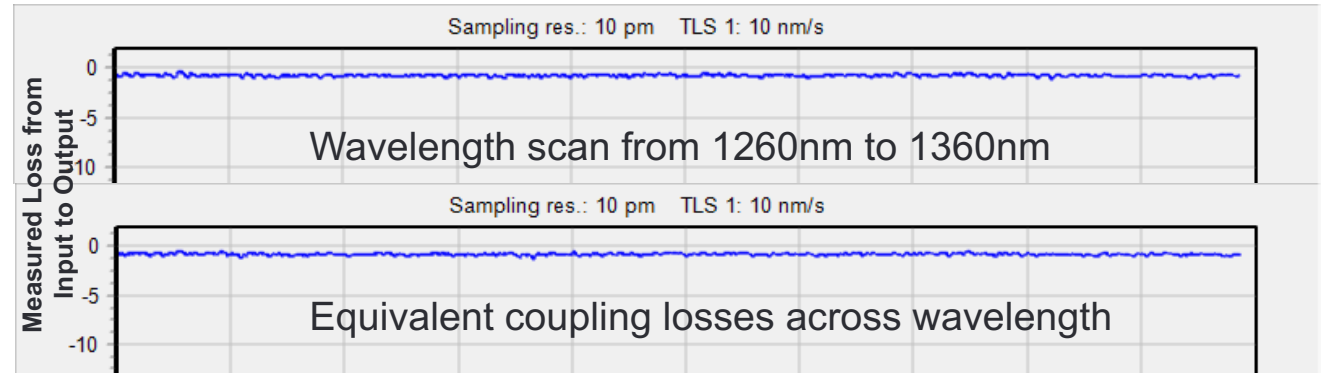 Sampling res.: 10 pm TLS 1: 10 nm/s
Measured Loss from
Input to Output
0
-5
10
Wavelength scan from 1260nm to 1360nm
Sampling res.: 10 pm TLS 1: 10 nm/s
0
-5
-10
Equivalent coupling losses across wavelength